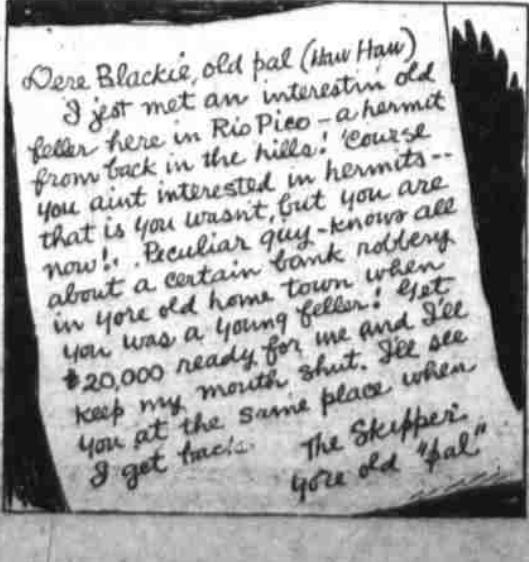 Dere Blackie, old pal (Haw Haw)
I jest met an interestin old
feller here in Rio Pico – a hermit
from back in the hills! 'Course
you aint interested in hermits--
that is you wasn't, but you are
now!.. Peculiar guy - knows all
about a certain bank robbery
in yore old home town when
you was a young feller! Get
$20,000 ready for me and I'll
keep my mouth shut. I'll see
you at the same place when
I get back. The Skipper.
yore old "pal"